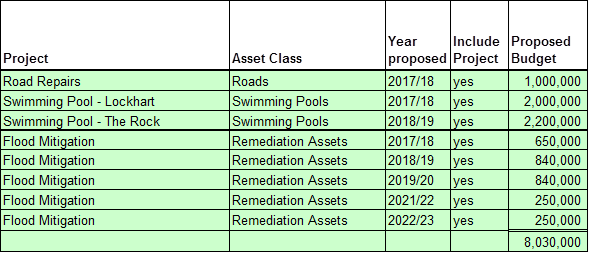 Project Asset Class Year proposed Include Project Proposed Budget
Road Repairs Roads 2017/18 yes 1,000,000
Swimming Pool - Lockhart Swimming Pools 2017/18 yes 2,000,000
Swimming Pool - The Rock Swimming Pools 2018/19 yes 2,200,000
Flood Mitigation Remediation Assets 2017/18 yes 650,000
Flood Mitigation Remediation Assets 2018/19 yes 840,000
Flood Mitigation Remediation Assets 2019/20 yes 840,000
Flood Mitigation Remediation Assets 2021/22 yes 250,000
Flood Mitigation Remediation Assets 2022/23 yes 250,000
8,030,000